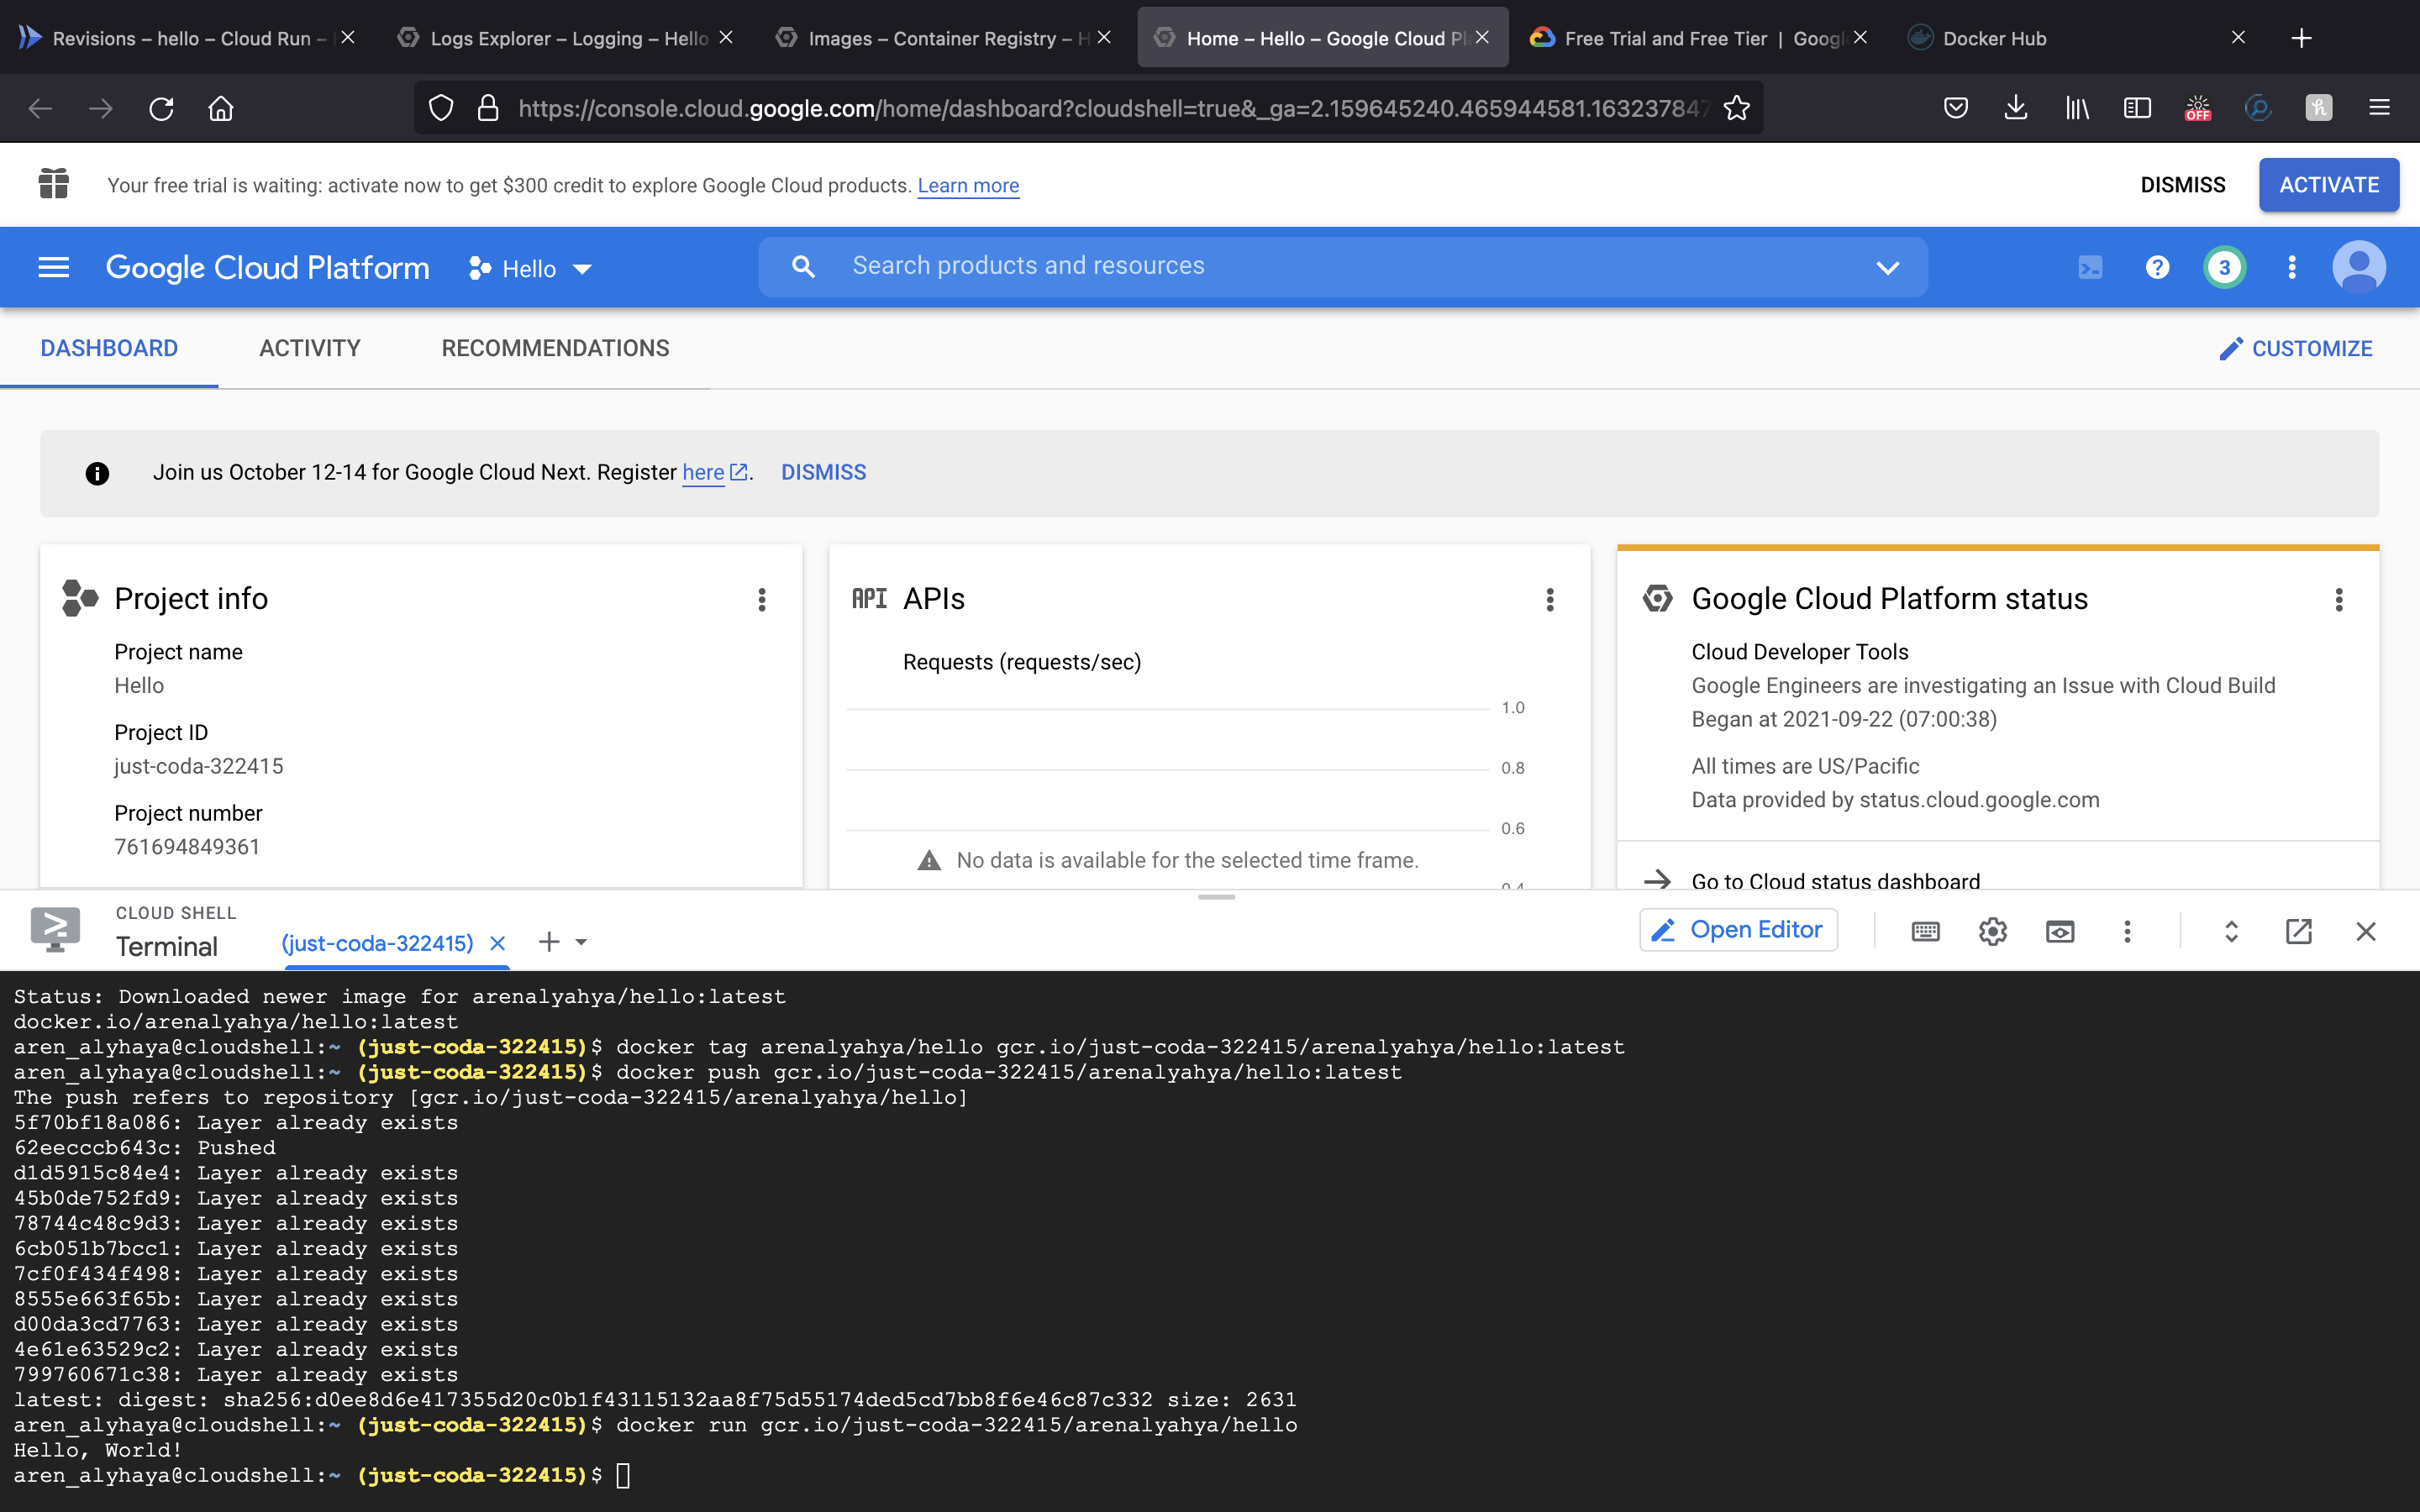 Revisions – hello – Cloud Run –
Logs Explorer – Logging – Hello
Images – Container Registry – H
Home – Hello – Google Cloud Pl
Free Trial and Free Tier | Googl
Docker Hub
https://console.cloud.google.com/home/dashboard?cloudshell=true&_ga=2.159645240.465944581.163237847
OFF
Your free trial is waiting: activate now to get $300 credit to explore Google Cloud products. Learn more
DISMISS
ACTIVATE
Google Cloud Platform
Hello
Search products and resources
3
DASHBOARD
ACTIVITY
RECOMMENDATIONS
CUSTOMIZE
Join us October 12-14 for Google Cloud Next. Register here.
DISMISS
Project info
Project name
Hello
Project ID
just-coda-322415
Project number
761694849361
API APIs
Requests (requests/sec)
1.0
0.8
0.6
No data is available for the selected time frame.
0.4
Google Cloud Platform status
Cloud Developer Tools
Google Engineers are investigating an Issue with Cloud Build
Began at 2021-09-22 (07:00:38)
All times are US/Pacific
Data provided by status.cloud.google.com
Go to Cloud status dashboard
CLOUD SHELL
Terminal
(just-coda-322415)
Open Editor
Status: Downloaded newer image for arenalyahya/hello:latest
docker.io/arenalyahya/hello:latest
aren_alyhaya@cloudshell:~ (just-coda-322415)$ docker tag arenalyahya/hello gcr.io/just-coda-322415/arenalyahya/hello:latest
aren_alyhaya@cloudshell:~ (just-coda-322415)$ docker push gcr.io/just-coda-322415/arenalyahya/hello:latest
The push refers to repository [gcr.io/just-coda-322415/arenalyahya/hello]
5f70bf18a086: Layer already exists
62eecccb643c: Pushed
d1d5915c84e4: Layer already exists
45b0de752fd9: Layer already exists
78744c48c9d3: Layer already exists
6cb051b7bcc1: Layer already exists
7cf0f434f498: Layer already exists
8555e663f65b: Layer already exists
d00da3cd7763: Layer already exists
4e61e63529c2: Layer already exists
799760671c38: Layer already exists
latest: digest: sha256:d0ee8d6e417355d20c0b1f43115132aa8f75d55174ded5cd7bb8f6e46c87c332 size: 2631
aren_alyhaya@cloudshell:~ (just-coda-322415)$ docker run gcr.io/just-coda-322415/arenalyahya/hello
Hello, World!
aren_alyhaya@cloudshell:~ (just-coda-322415)$